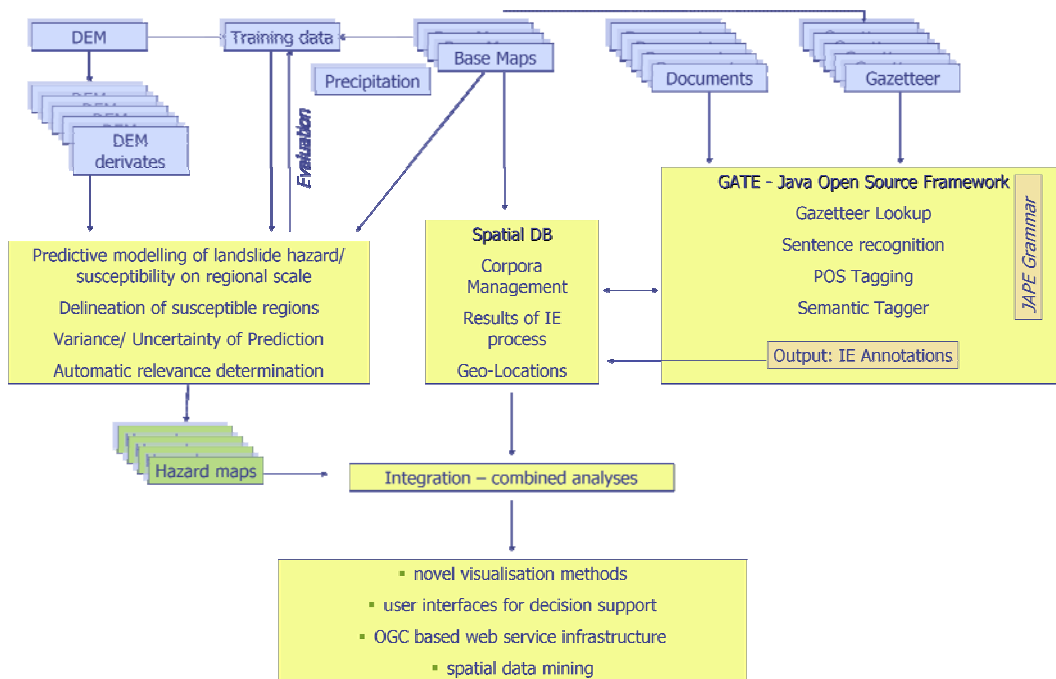 DEM
Training data
Base Maps
Precipitation
Documents
Gazetteer
DEM
derivates
Evaluation
GATE - Java Open Source Framework
Gazetteer Lookup
Sentence recognition
POS Tagging
Semantic Tagger
JAPE Grammar
Output: IE Annotations
Spatial DB
Corpora
Management
Results of IE
process
Geo-Locations
Predictive modelling of landslide hazard/
susceptibility on regional scale
Delineation of susceptible regions
Variance/ Uncertainty of Prediction
Automatic relevance determination
Hazard maps
Integration – combined analyses
▪ novel visualisation methods
▪ user interfaces for decision support
▪ OGC based web service infrastructure
▪ spatial data mining